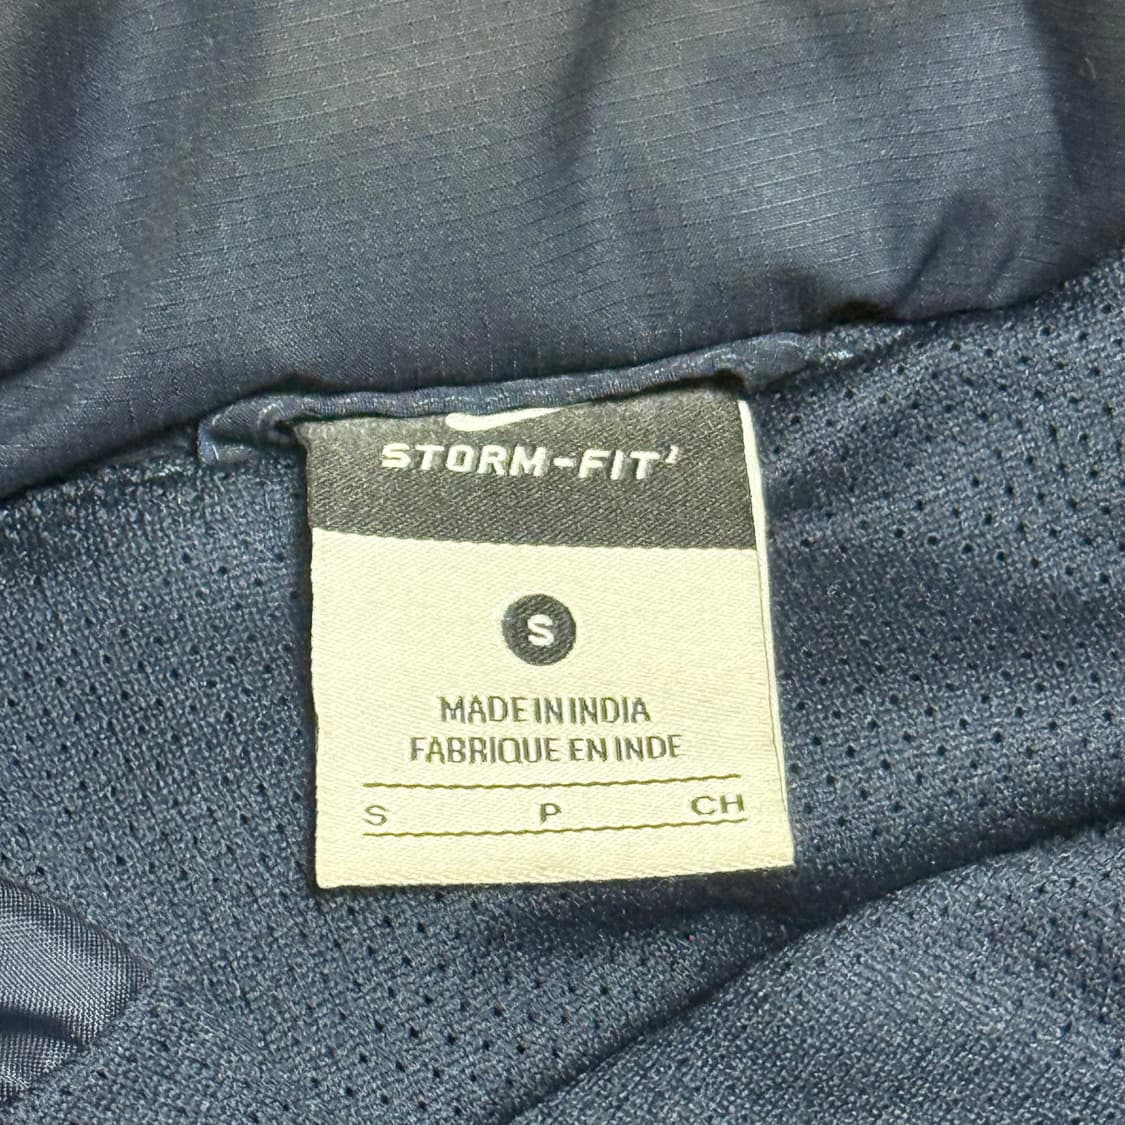 STORM-FIT
S
MADE IN INDIA
FABRIQUE EN INDE
S P CH